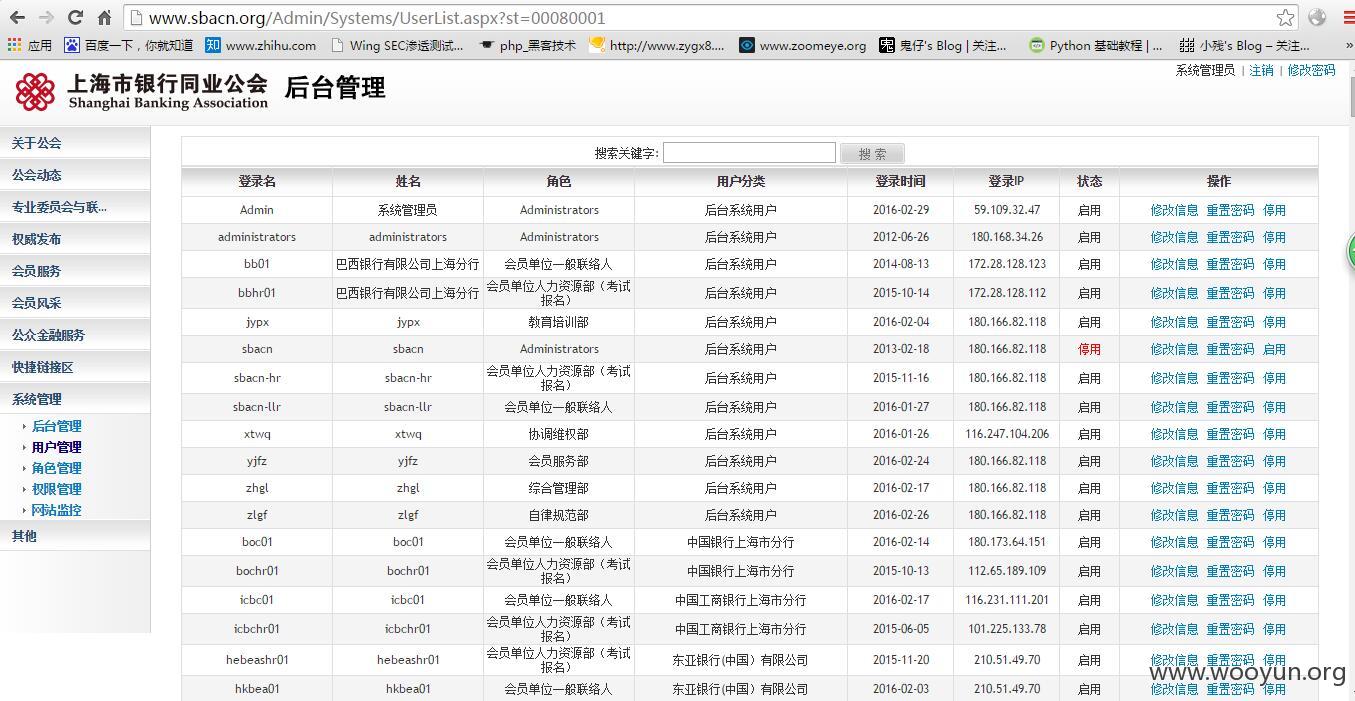 www.sbacn.org/Admin/Systems/UserList.aspx?st=00080001
应用 百度一下，你就知道 知 www.zhihu.com Wing SEC渗透测试... php_黑客技术 http://www.zygx8.... www.zoomeye.org 鬼仔's Blog | 关注... Python 基础教程 | ... 小残's Blog – 关注... »
上海市银行同业公会 后台管理
Shanghai Banking Association
系统管理员 | 注销 | 修改密码
关于公会
公会动态
专业委员会与联...
权威发布
会员服务
会员风采
公众金融服务
快捷链接区
系统管理
后台管理
用户管理
角色管理
权限管理
网站监控
其他
搜索关键字: 搜 索
登录名 姓名 角色 用户分类 登录时间 登录IP 状态 操作
Admin 系统管理员 Administrators 后台系统用户 2016-02-29 59.109.32.47 启用 修改信息 重置密码 停用
administrators administrators Administrators 后台系统用户 2012-06-26 180.168.34.26 启用 修改信息 重置密码 停用
bb01 巴西银行有限公司上海分行 会员单位一般联络人 后台系统用户 2014-08-13 172.28.128.123 启用 修改信息 重置密码 停用
bbhr01 巴西银行有限公司上海分行 会员单位人力资源部（考试报名） 后台系统用户 2015-10-14 172.28.128.112 启用 修改信息 重置密码 停用
jypx jypx 教育培训部 后台系统用户 2016-02-04 180.166.82.118 启用 修改信息 重置密码 停用
sbacn sbacn Administrators 后台系统用户 2013-02-18 180.166.82.118 停用 修改信息 重置密码 启用
sbacn-hr sbacn-hr 会员单位人力资源部（考试报名） 后台系统用户 2015-11-16 180.166.82.118 启用 修改信息 重置密码 停用
sbacn-llr sbacn-llr 会员单位一般联络人 后台系统用户 2016-01-27 180.166.82.118 启用 修改信息 重置密码 停用
xtwq xtwq 协调维权部 后台系统用户 2016-01-26 116.247.104.206 启用 修改信息 重置密码 停用
yjfz yjfz 会员服务部 后台系统用户 2016-02-24 180.166.82.118 启用 修改信息 重置密码 停用
zhgl zhgl 综合管理部 后台系统用户 2016-02-17 180.166.82.118 启用 修改信息 重置密码 停用
zlgf zlgf 自律规范部 后台系统用户 2016-02-26 180.166.82.118 启用 修改信息 重置密码 停用
boc01 boc01 会员单位一般联络人 中国银行上海市分行 2016-02-14 180.173.64.151 启用 修改信息 重置密码 停用
bochr01 bochr01 会员单位人力资源部（考试报名） 中国银行上海市分行 2015-10-13 112.65.189.109 启用 修改信息 重置密码 停用
icbc01 icbc01 会员单位一般联络人 中国工商银行上海市分行 2016-02-17 116.231.111.201 启用 修改信息 重置密码 停用
icbchr01 icbchr01 会员单位人力资源部（考试报名） 中国工商银行上海市分行 2015-06-05 101.225.133.78 启用 修改信息 重置密码 停用
hebeashr01 hebeashr01 会员单位人力资源部（考试报名） 东亚银行(中国）有限公司 2015-11-20 210.51.49.70 启用 修改信息 重置密码 停用
hkbea01 hkbea01 会员单位一般联络人 东亚银行(中国）有限公司 2016-02-03 210.51.49.70 启用 修改信息 重置密码 停用
www.wooyun.org